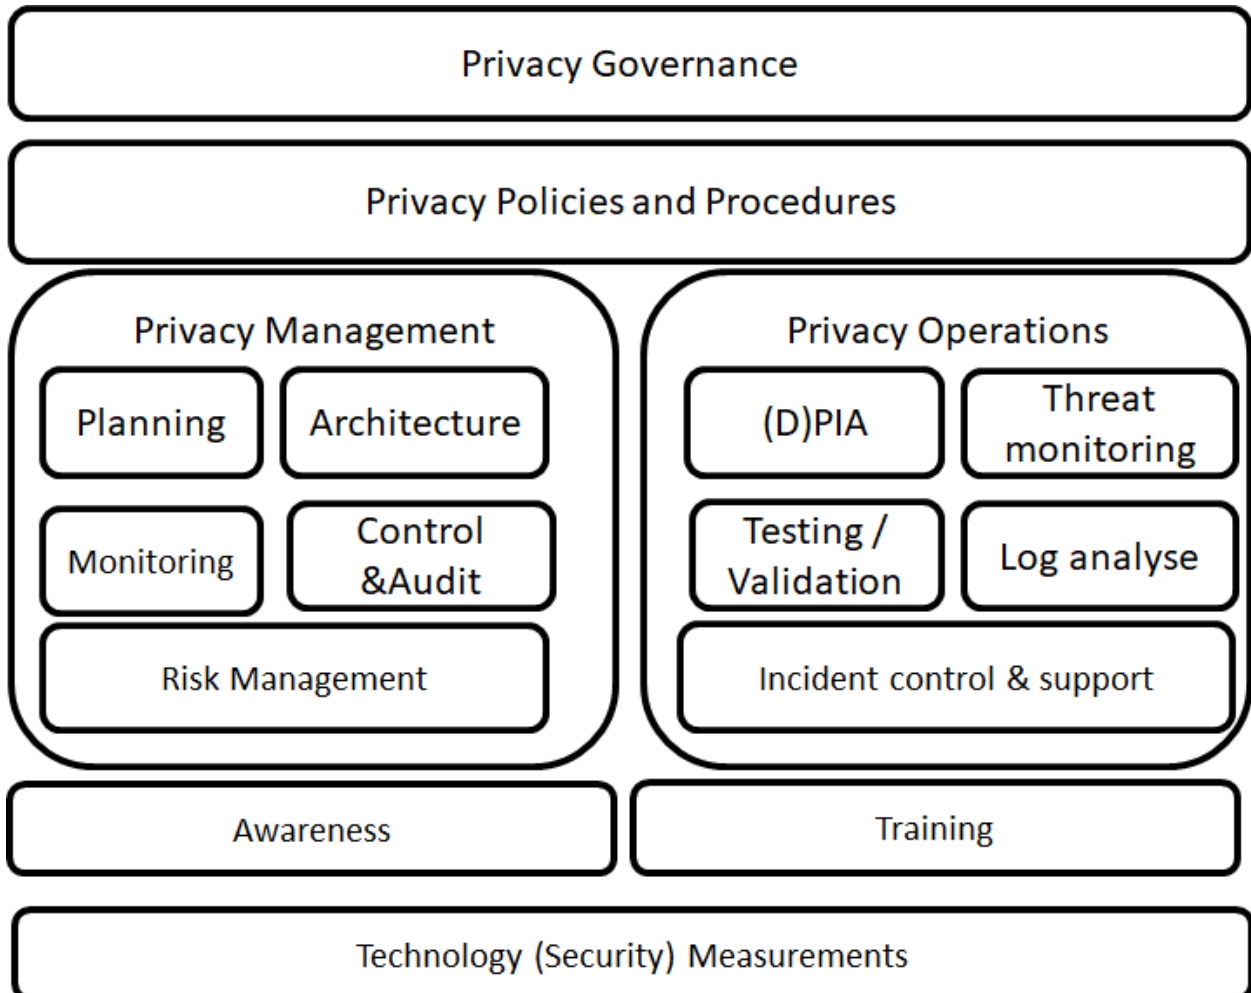 Privacy Governance
Privacy Policies and Procedures
Privacy Management
Planning
Architecture
Monitoring
Control
&Audit
Risk Management
Privacy Operations
(D)PIA
Threat
monitoring
Testing /
Validation
Log analyse
Incident control & support
Awareness
Training
Technology (Security) Measurements